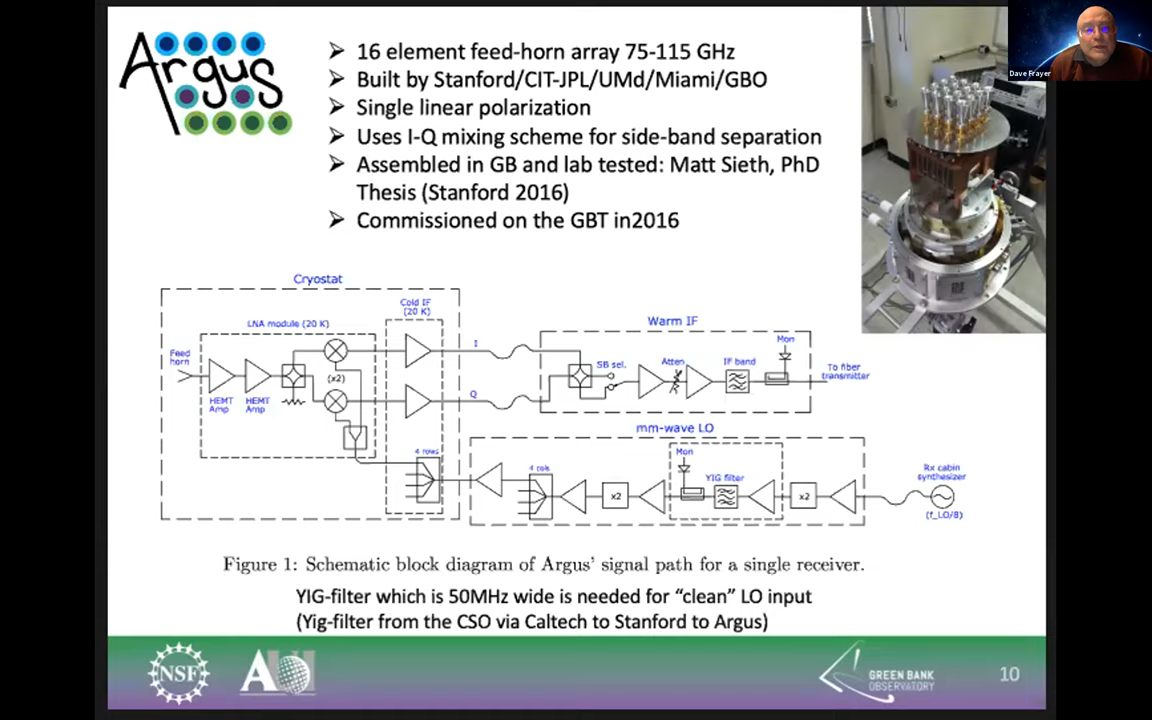 Argus
➢ 16 element feed-horn array 75-115 GHz
➢ Built by Stanford/CIT-JPL/UMd/Miami/GBO
➢ Single linear polarization
➢ Uses I-Q mixing scheme for side-band separation
➢ Assembled in GB and lab tested: Matt Sieth, PhD
Thesis (Stanford 2016)
➢ Commissioned on the GBT in2016
Dave Frayer
Cryostat
LNA module (20 K)
Cold IF
(20 K)
Feed
horn
HEMT
Amp
HEMT
Amp
(x2)
I
Q
4 rows
Warm IF
SB sel.
Atten
IF band
Mon
To fiber
transmitter
mm-wave LO
4 cols
x2
Mon
YIG filter
x2
Rx cabin
synthesizer
(f_LO/8)
Figure 1: Schematic block diagram of Argus' signal path for a single receiver.
YIG-filter which is 50MHz wide is needed for “clean” LO input
(Yig-filter from the CSO via Caltech to Stanford to Argus)
NSF
AUI
GREEN BANK
OBSERVATORY
10